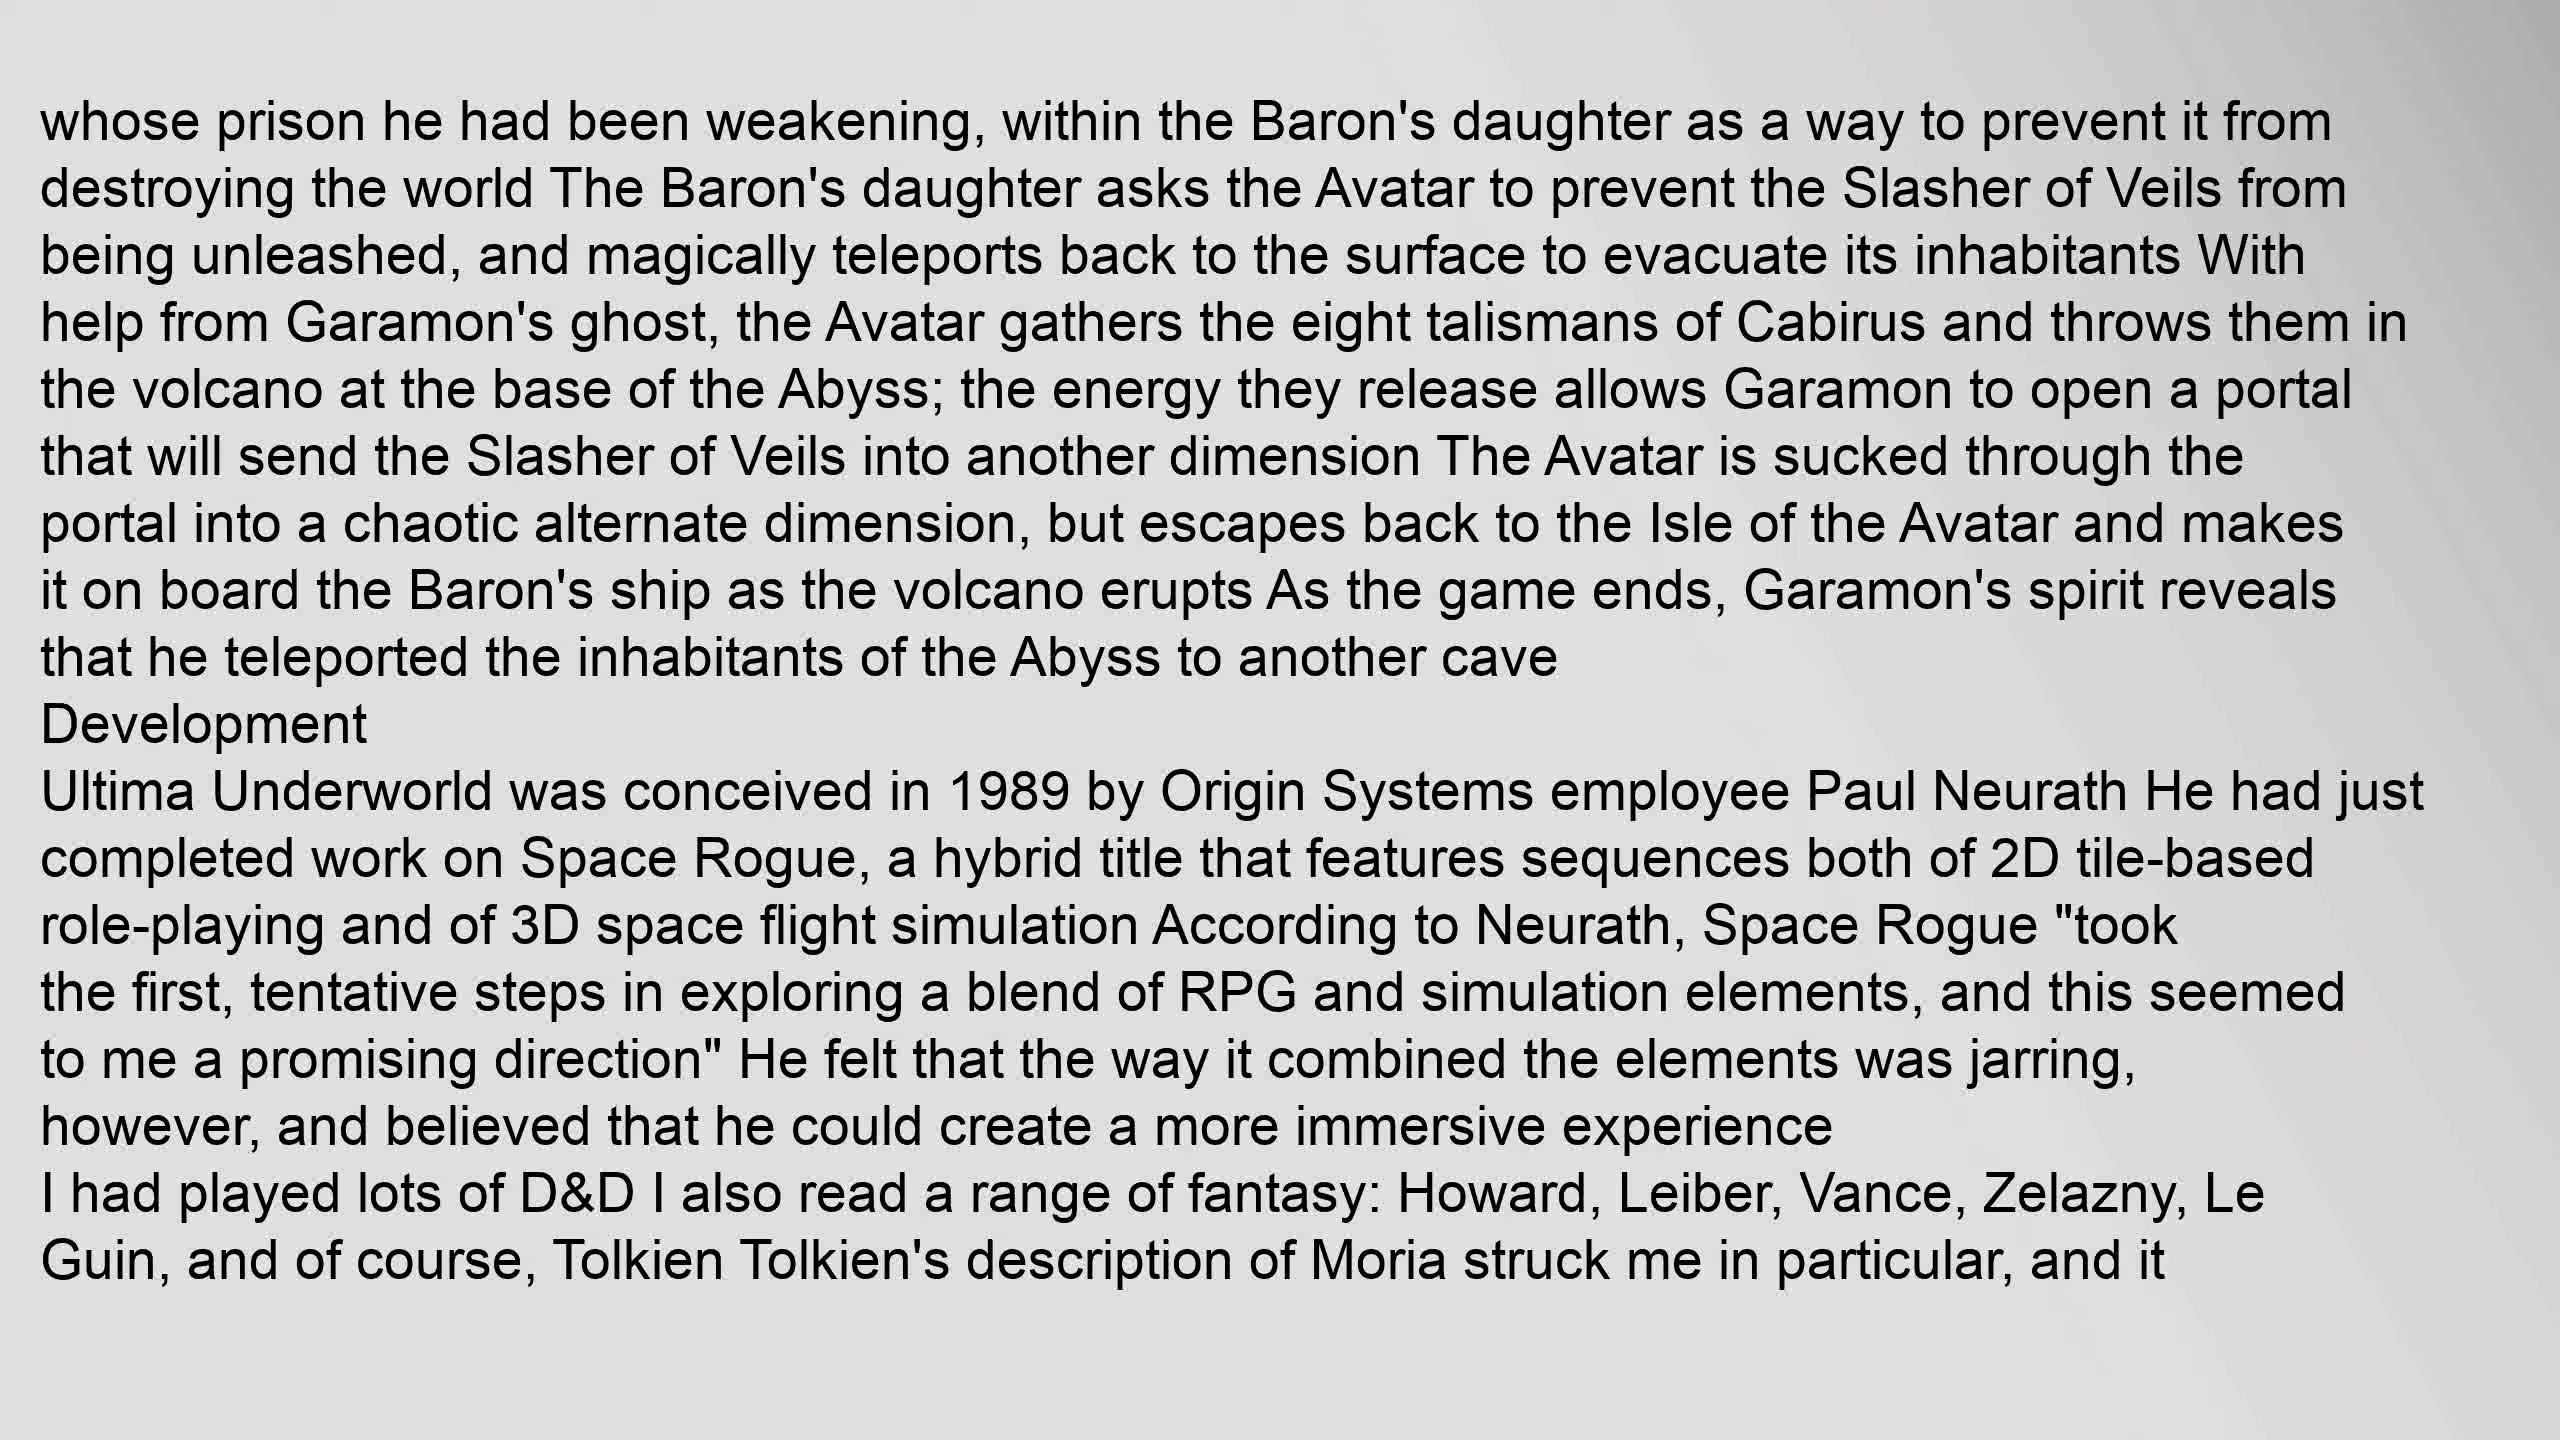 whose prison he had been weakening, within the Baron's daughter as a way to prevent it from
destroying the world The Baron's daughter asks the Avatar to prevent the Slasher of Veils from
being unleashed, and magically teleports back to the surface to evacuate its inhabitants With
help from Garamon's ghost, the Avatar gathers the eight talismans of Cabirus and throws them in
the volcano at the base of the Abyss; the energy they release allows Garamon to open a portal
that will send the Slasher of Veils into another dimension The Avatar is sucked through the
portal into a chaotic alternate dimension, but escapes back to the Isle of the Avatar and makes
it on board the Baron's ship as the volcano erupts As the game ends, Garamon's spirit reveals
that he teleported the inhabitants of the Abyss to another cave
Development
Ultima Underworld was conceived in 1989 by Origin Systems employee Paul Neurath He had just
completed work on Space Rogue, a hybrid title that features sequences both of 2D tile-based
role-playing and of 3D space flight simulation According to Neurath, Space Rogue "took
the first, tentative steps in exploring a blend of RPG and simulation elements, and this seemed
to me a promising direction" He felt that the way it combined the elements was jarring,
however, and believed that he could create a more immersive experience
I had played lots of D&D I also read a range of fantasy: Howard, Leiber, Vance, Zelazny, Le
Guin, and of course, Tolkien Tolkien's description of Moria struck me in particular, and it